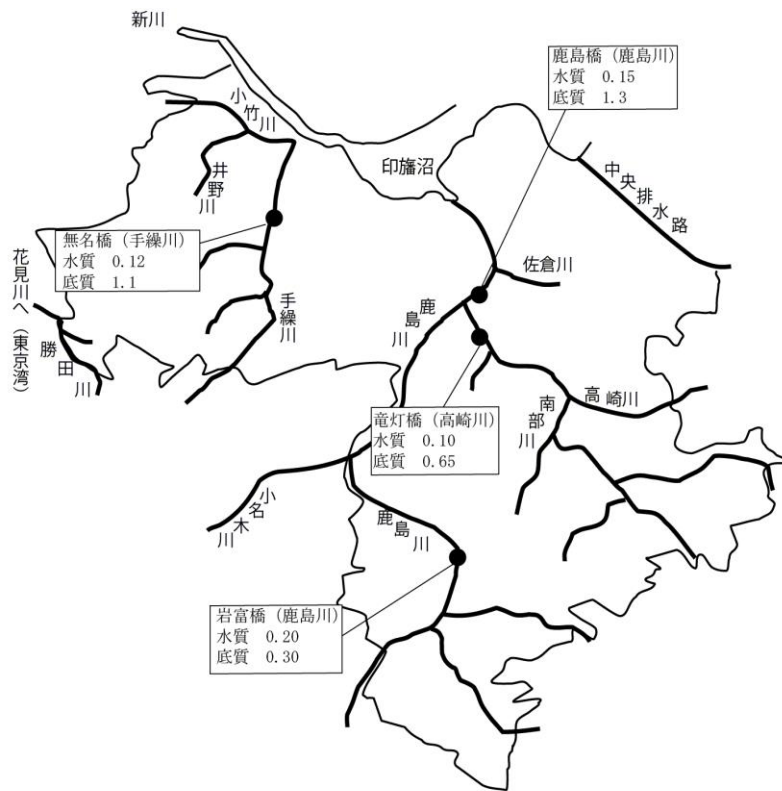 新川
鹿島橋（鹿島川）
水質　0.15
底質　1.3
小竹川
井野川
印旛沼
中央排水路
無名橋（手繰川）
水質　0.12
底質　1.1
佐倉川
花見川へ（東京湾）
勝田川
手繰川
鹿島川
高崎川
南部川
竜灯橋（高崎川）
水質　0.10
底質　0.65
小名木川
鹿島川
岩富橋（鹿島川）
水質　0.20
底質　0.30